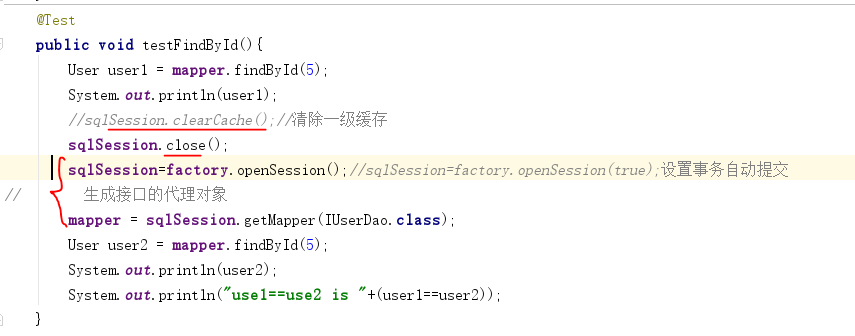 @Test
public void testFindById(){
User user1 = mapper.findById(5);
System.out.println(user1);
//sqlSession.clearCache();//清除一级缓存
sqlSession.close();
sqlSession=factory.openSession();//sqlSession=factory.openSession(true);设置事务自动提交
// 生成接口的代理对象
mapper = sqlSession.getMapper(IUserDao.class);
User user2 = mapper.findById(5);
System.out.println(user2);
System.out.println("use1==use2 is "+(user1==user2));
}